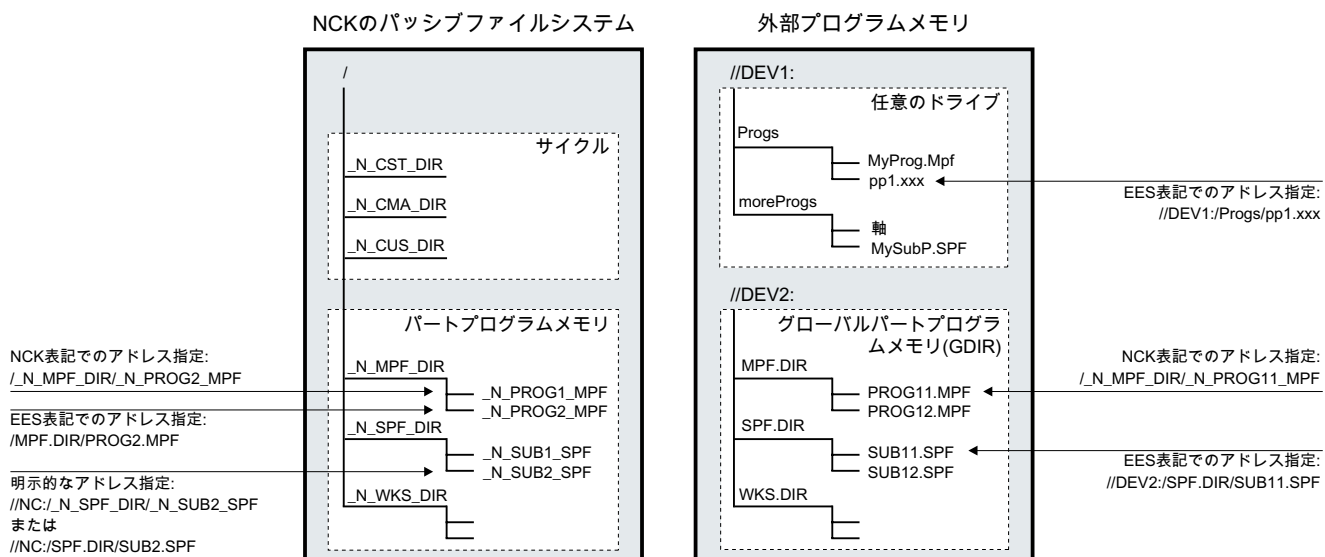 NCKのパッシブファイルシステム
/
サイクル
_N_CST_DIR
_N_CMA_DIR
_N_CUS_DIR
パートプログラムメモリ
_N_MPF_DIR
_N_PROG1_MPF
_N_PROG2_MPF
_N_SPF_DIR
_N_SUB1_SPF
_N_SUB2_SPF
_N_WKS_DIR
NCK表記でのアドレス指定:
/_N_MPF_DIR/_N_PROG2_MPF
EES表記でのアドレス指定:
/MPF.DIR/PROG2.MPF
明示的なアドレス指定:
//NC:/_N_SPF_DIR/_N_SUB2_SPF
または
//NC:/SPF.DIR/SUB2.SPF
外部プログラムメモリ
//DEV1:
任意のドライブ
Progs
MyProg.Mpf
pp1.xxx
moreProgs
軸
MySubP.SPF
//DEV2:
グローバルパートプログラ
ムメモリ(GDIR)
MPF.DIR
PROG11.MPF
PROG12.MPF
SPF.DIR
SUB11.SPF
SUB12.SPF
WKS.DIR
EES表記でのアドレス指定:
//DEV1:/Progs/pp1.xxx
NCK表記でのアドレス指定:
/_N_MPF_DIR/_N_PROG11_MPF
EES表記でのアドレス指定:
//DEV2:/SPF.DIR/SUB11.SPF